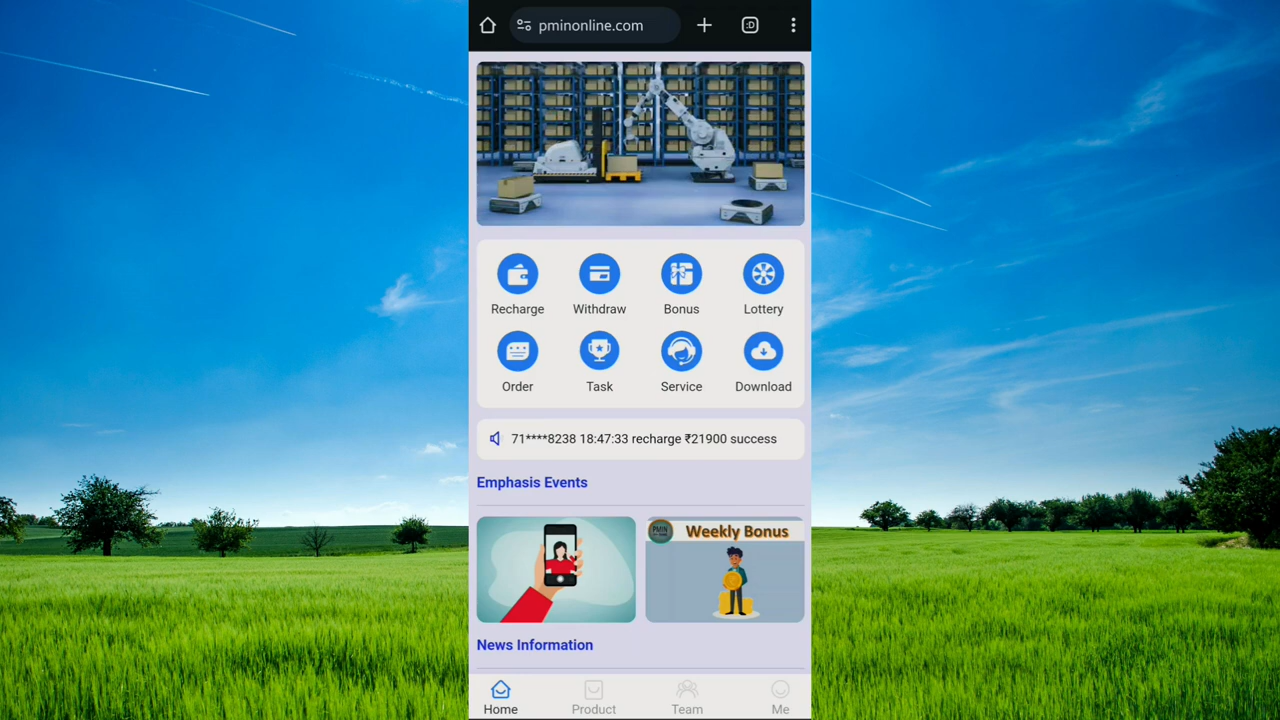 pminonline.com
:D
Recharge
Withdraw
Bonus
Lottery
Order
Task
Service
Download
71****8238 18:47:33 recharge ₹21900 success
Emphasis Events
PMIN
Weekly Bonus
News Information
Home
Product
Team
Me